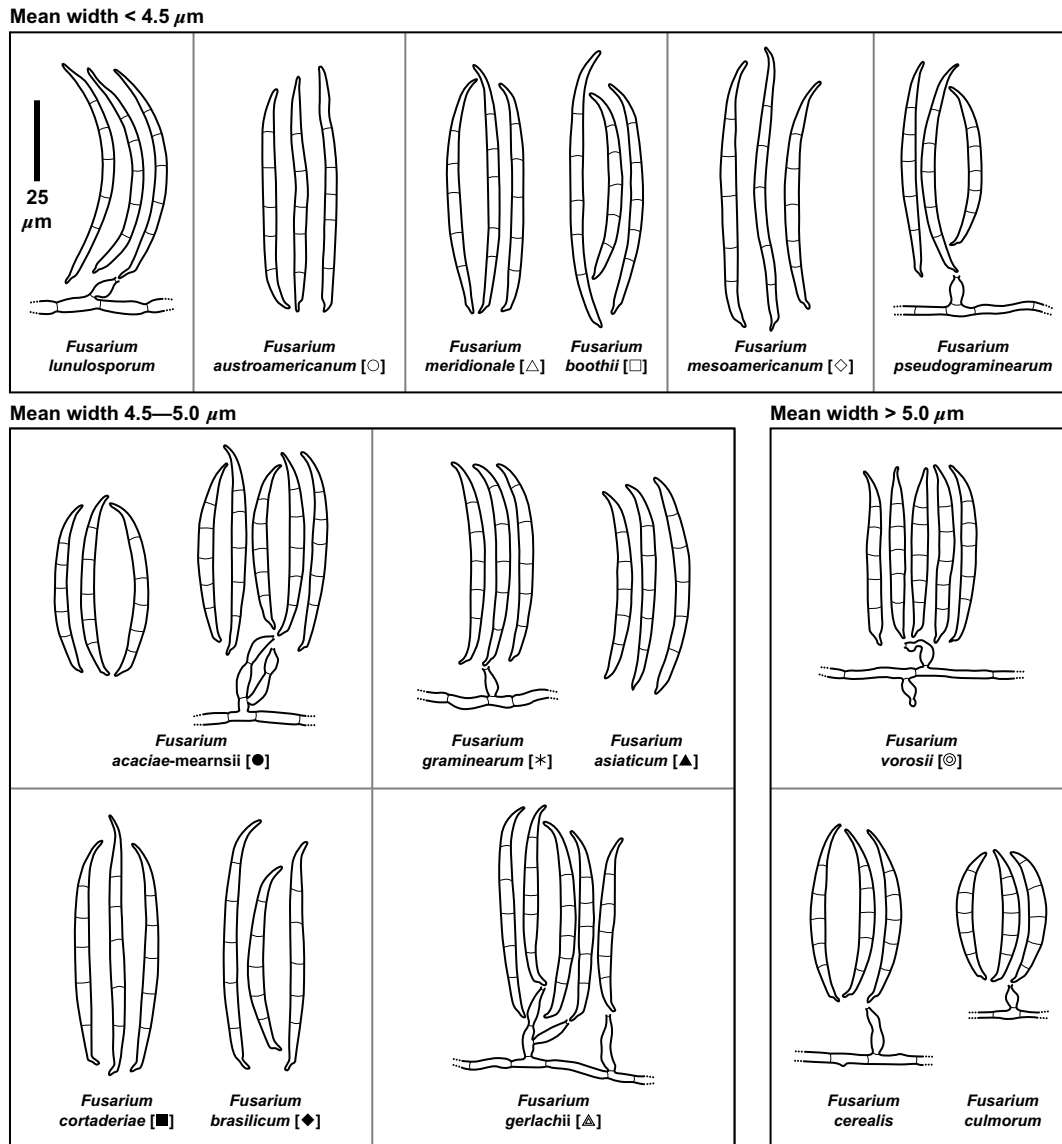 Mean width < 4.5 μm
25
μm
Fusarium
lunulosporum
Fusarium
austroamericanum [○]
Fusarium
meridionale [△]
Fusarium
boothii [□]
Fusarium
mesoamericanum [◇]
Fusarium
pseudograminearum
Mean width 4.5—5.0 μm
Mean width > 5.0 μm
Fusarium
acaciae-mearnsii [●]
Fusarium
graminearum [✳]
Fusarium
asiaticum [▲]
Fusarium
vorosii [◎]
Fusarium
cortaderiae [■]
Fusarium
brasilicum [◆]
Fusarium
gerlachii [⟁]
Fusarium
cerealis
Fusarium
culmorum